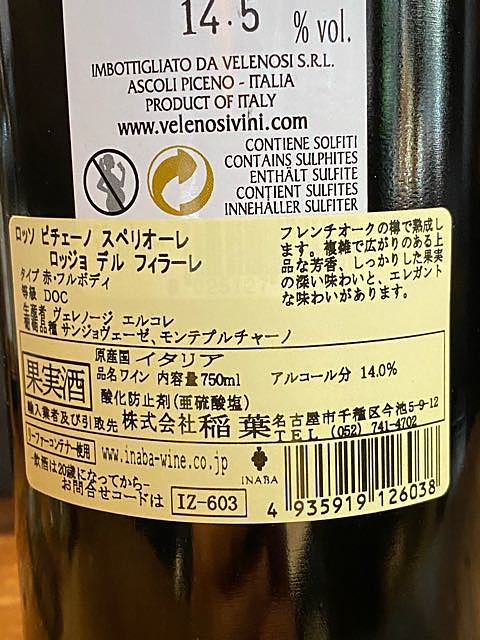 14.5 % vol.
IMBOTTIGLIATO DA VELENOSI S.R.L.
ASCOLI PICENO - ITALIA
PRODUCT OF ITALY
www.velenosivini.com
CONTIENE SOLFITI
CONTAINS SULPHITES
ENTHÄLT SULFITE
CONTIENT SULFITES
INNEHÅLLER SULFITER
ロッソ ピチェーノ スペリオーレ
ロッジョ デル フィラーレ
タイプ 赤・フルボディ
等級 DOC
生産者 ヴェレノージ エルコレ
葡萄品種 サンジョヴェーゼ、モンテプルチャーノ
フレンチオークの樽で熟成し
ます。複雑で広がりのある上
品な芳香、しっかりした果実
の深い味わいと、エレガント
な味わいがあります。
果実酒
原産国 イタリア
品名 ワイン 内容量 750ml アルコール分 14.0%
酸化防止剤(亜硫酸塩)
輸入業者及び引取先 株式会社 稲葉 名古屋市千種区今池5-9-12
TEL (052) 741-4702
リーファーコンテナー使用 www.inaba-wine.co.jp
INABA
-飲酒は20歳になってから-
お問合せコードは IZ-603
4 935919 126038